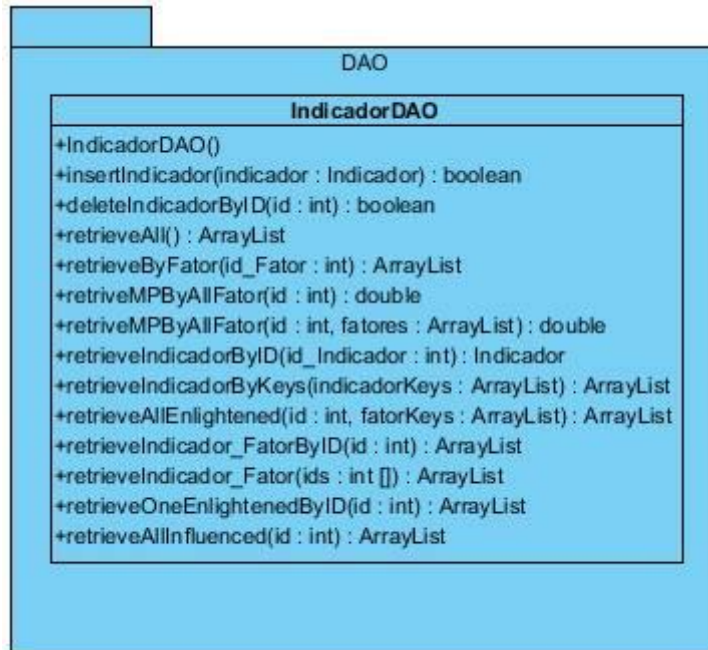 DAO
IndicadorDAO
+IndicadorDAO()
+insertIndicador(indicador : Indicador) : boolean
+deleteIndicadorByID(id : int) : boolean
+retrieveAll() : ArrayList
+retrieveByFator(id_Fator : int) : ArrayList
+retriveMPByAllFator(id : int) : double
+retriveMPByAllFator(id : int, fatores : ArrayList) : double
+retrieveIndicadorByID(id_Indicador : int) : Indicador
+retrieveIndicadorByKeys(indicadorKeys : ArrayList) : ArrayList
+retrieveAllEnlightened(id : int, fatorKeys : ArrayList) : ArrayList
+retrieveIndicador_FatorByID(id : int) : ArrayList
+retrieveIndicador_Fator(ids : int []) : ArrayList
+retrieveOneEnlightenedByID(id : int) : ArrayList
+retrieveAllInfluenced(id : int) : ArrayList